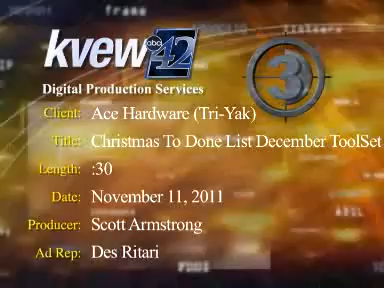 frame
kvew abc 42
3
Digital Production Services
Client: Ace Hardware (Tri-Yak)
Title: Christmas To Done List December ToolSet
Length: :30
Date: November 11, 2011
Producer: Scott Armstrong
Ad Rep: Des Ritari